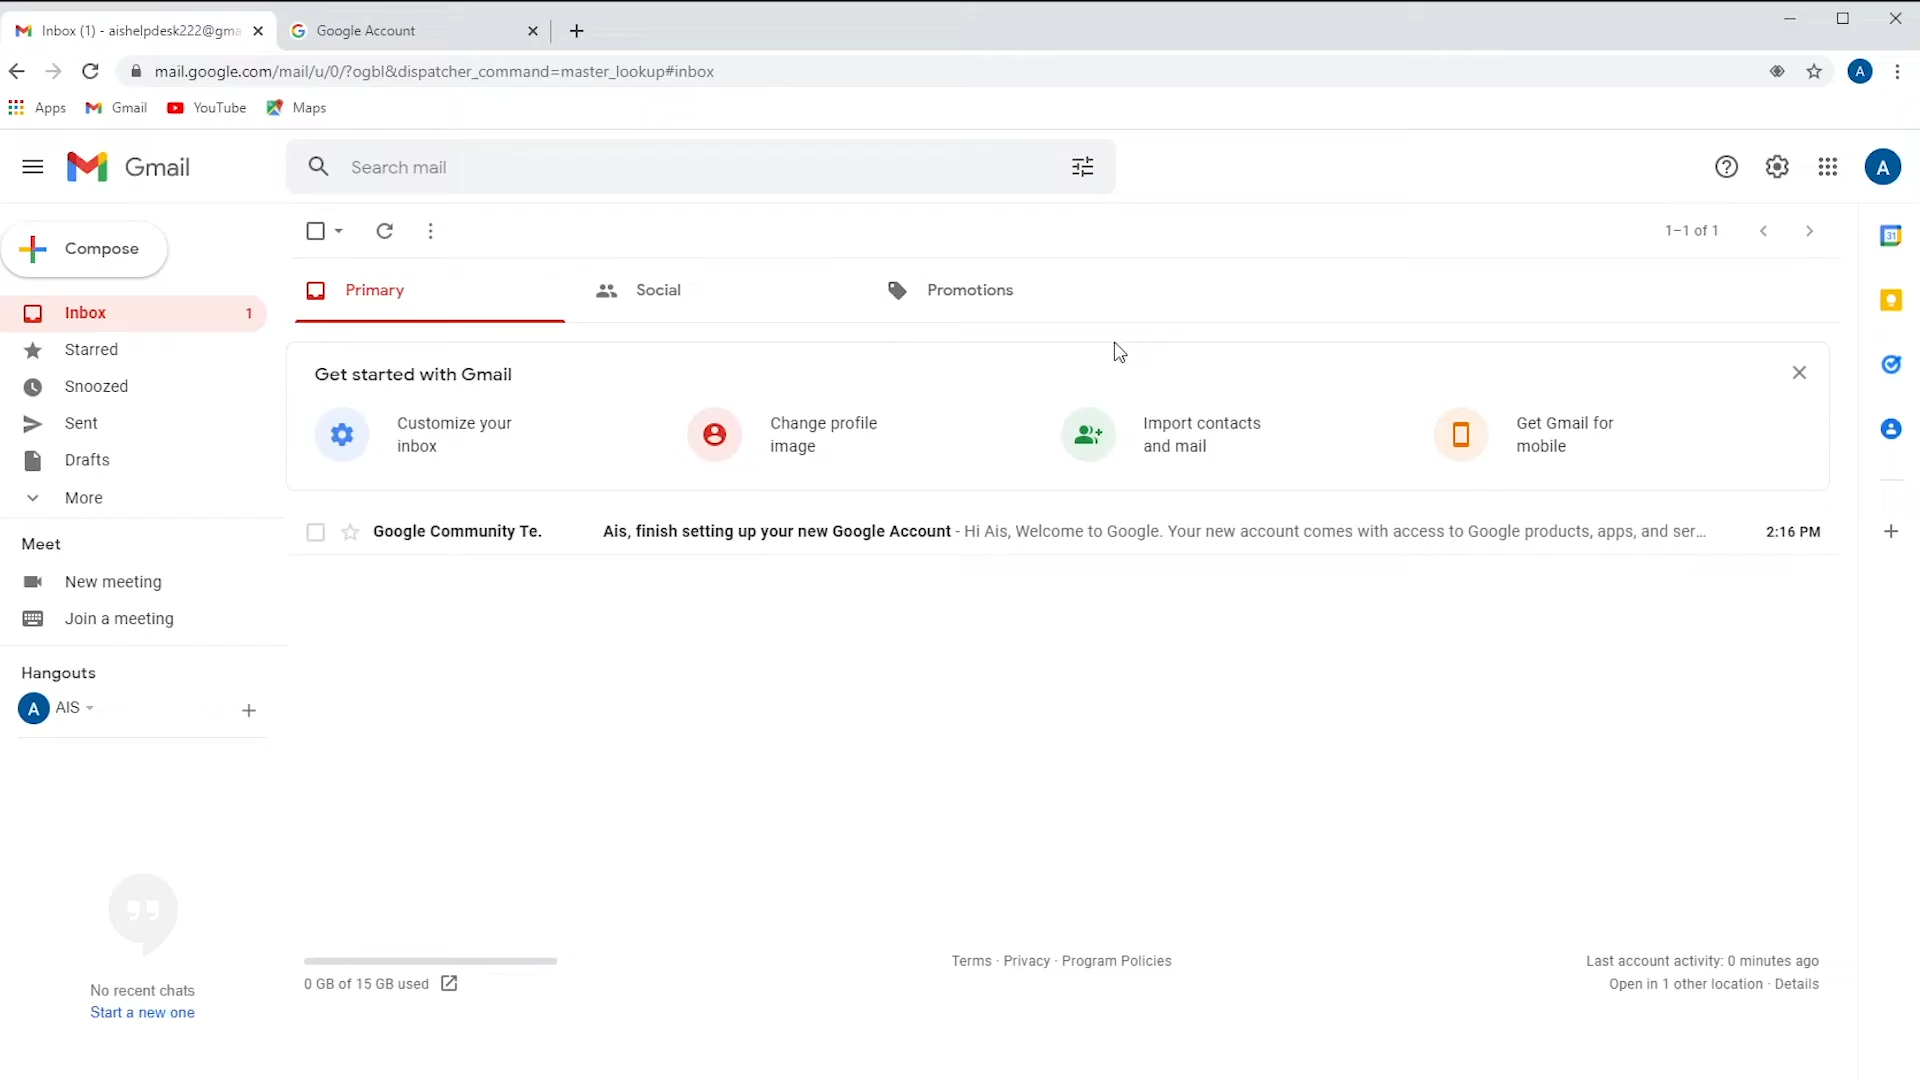 Inbox (1) - aishelpdesk222@gma
Google Account
mail.google.com/mail/u/0/?ogbl&dispatcher_command=master_lookup#inbox
A
Apps
Gmail
YouTube
Maps
Gmail
Search mail
A
Compose
1–1 of 1
31
Primary
Social
Promotions
Inbox 1
Starred
Snoozed
Sent
Drafts
More
Get started with Gmail
Customize your
inbox
Change profile
image
Import contacts
and mail
Get Gmail for
mobile
Google Community Te. Ais, finish setting up your new Google Account - Hi Ais, Welcome to Google. Your new account comes with access to Google products, apps, and ser... 2:16 PM
Meet
New meeting
Join a meeting
Hangouts
A AIS
No recent chats
Start a new one
0 GB of 15 GB used
Terms · Privacy · Program Policies
Last account activity: 0 minutes ago
Open in 1 other location · Details